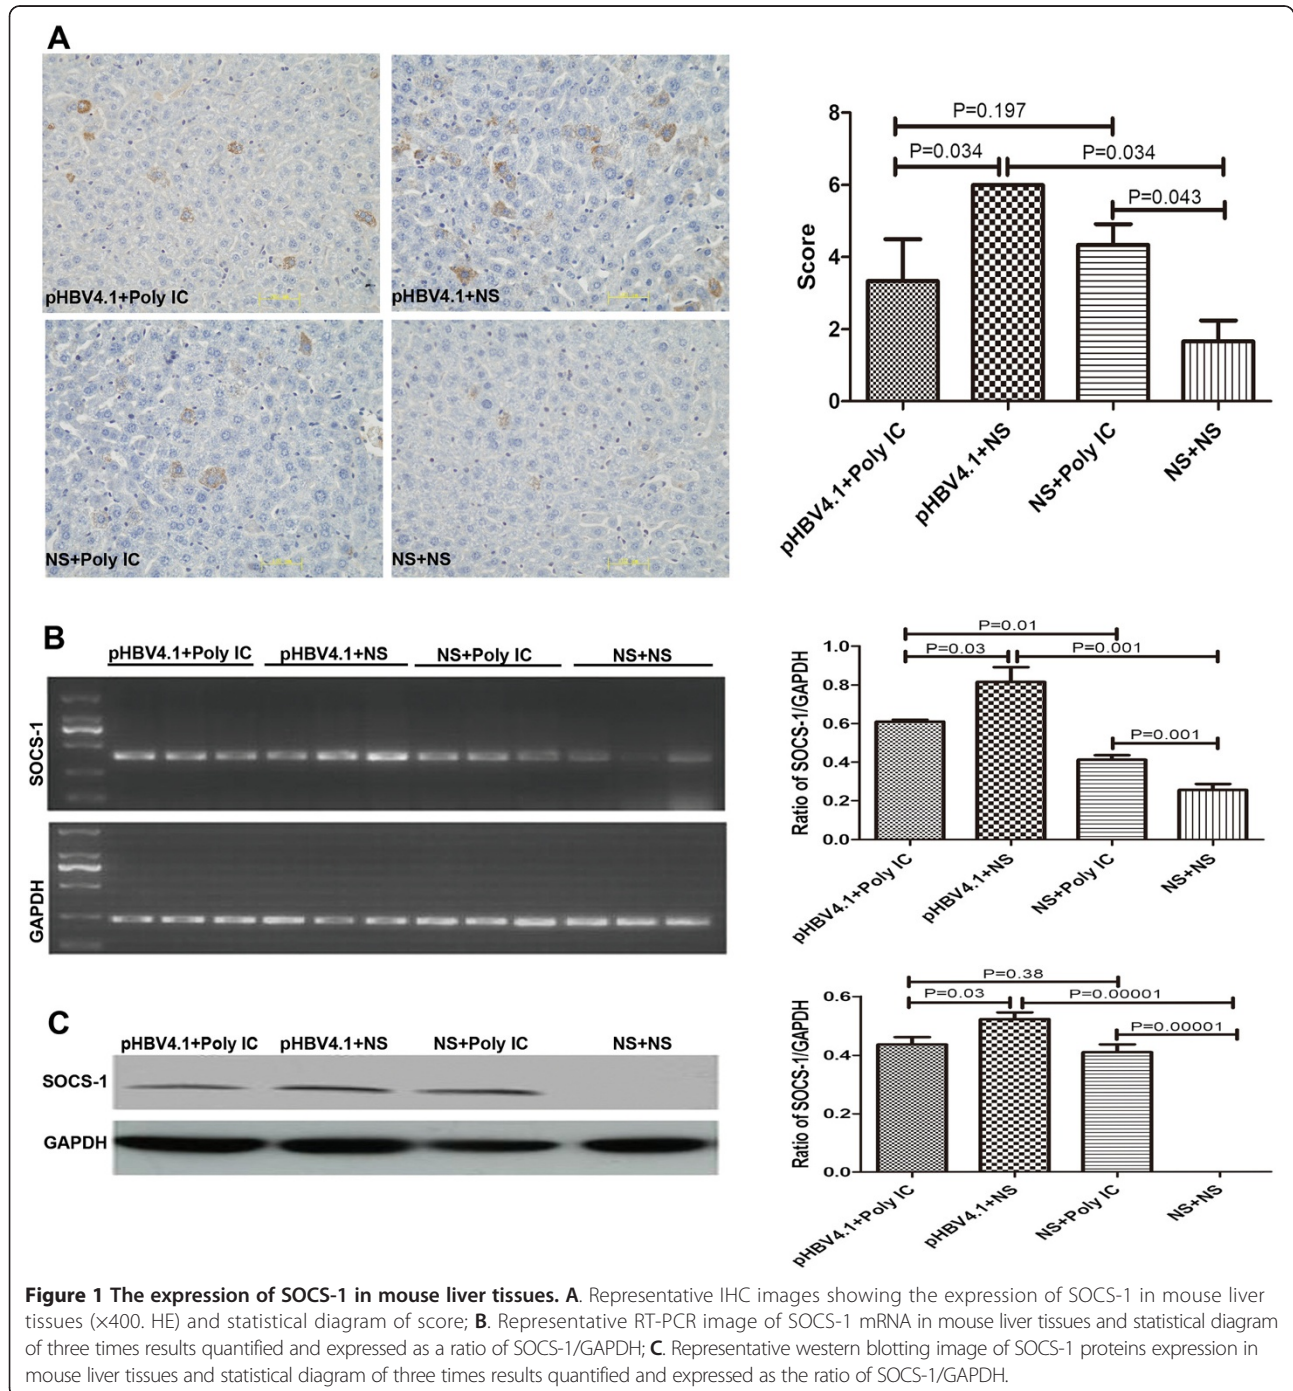 A
pHBV4.1+Poly IC
pHBV4.1+NS
NS+Poly IC
NS+NS
Score
8
6
4
2
0
P=0.197
P=0.034
P=0.034
P=0.043
pHBV4.1+Poly IC
pHBV4.1+NS
NS+Poly IC
NS+NS
B
pHBV4.1+Poly IC
pHBV4.1+NS
NS+Poly IC
NS+NS
SOCS-1
GAPDH
Ratio of SOCS-1/GAPDH
1.0
0.8
0.6
0.4
0.2
0.0
P=0.01
P=0.03
P=0.001
P=0.001
pHBV4.1+Poly IC
pHBV4.1+NS
NS+Poly IC
NS+NS
C
pHBV4.1+Poly IC
pHBV4.1+NS
NS+Poly IC
NS+NS
SOCS-1
GAPDH
Ratio of SOCS-1/GAPDH
0.6
0.4
0.2
0.0
P=0.38
P=0.03
P=0.00001
P=0.00001
pHBV4.1+Poly IC
pHBV4.1+NS
NS+Poly IC
NS+NS
Figure 1 The expression of SOCS-1 in mouse liver tissues. A. Representative IHC images showing the expression of SOCS-1 in mouse liver
tissues (×400. HE) and statistical diagram of score; B. Representative RT-PCR image of SOCS-1 mRNA in mouse liver tissues and statistical diagram
of three times results quantified and expressed as a ratio of SOCS-1/GAPDH; C. Representative western blotting image of SOCS-1 proteins expression in
mouse liver tissues and statistical diagram of three times results quantified and expressed as the ratio of SOCS-1/GAPDH.